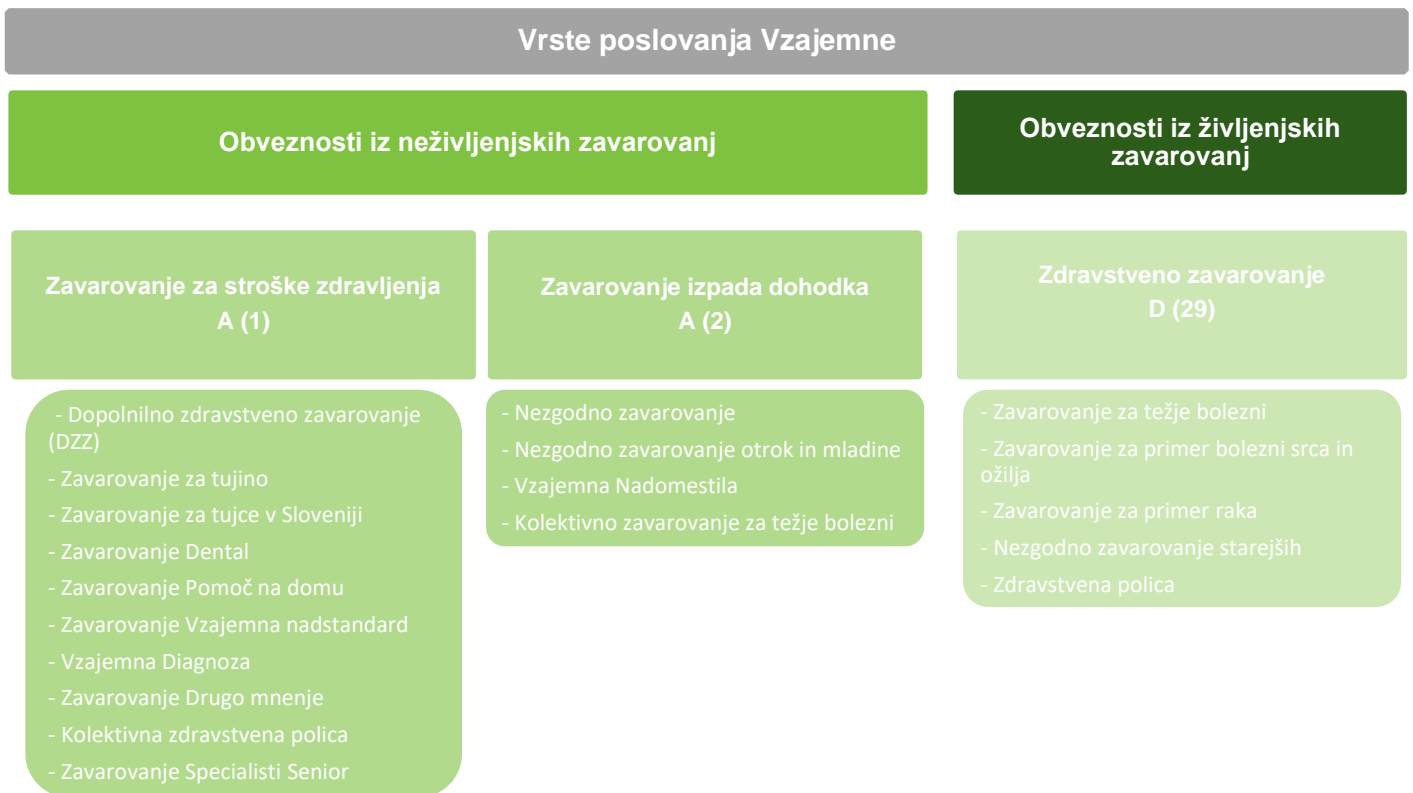 Vrste poslovanja Vzajemne
Obveznosti iz neživljenjskih zavarovanj
Obveznosti iz življenjskih
zavarovanj
Zavarovanje za stroške zdravljenja
A (1)
Zavarovanje izpada dohodka
A (2)
Zdravstveno zavarovanje
D (29)
- Dopolnilno zdravstveno zavarovanje
(DZZ)
- Zavarovanje za tujino
- Zavarovanje za tujce v Sloveniji
- Zavarovanje Dental
- Zavarovanje Pomoč na domu
- Zavarovanje Vzajemna nadstandard
- Vzajemna Diagnoza
- Zavarovanje Drugo mnenje
- Kolektivna zdravstvena polica
- Zavarovanje Specialisti Senior
- Nezgodno zavarovanje
- Nezgodno zavarovanje otrok in mladine
- Vzajemna Nadomestila
- Kolektivno zavarovanje za težje bolezni
- Zavarovanje za težje bolezni
- Zavarovanje za primer bolezni srca in
ožilja
- Zavarovanje za primer raka
- Nezgodno zavarovanje starejših
- Zdravstvena polica